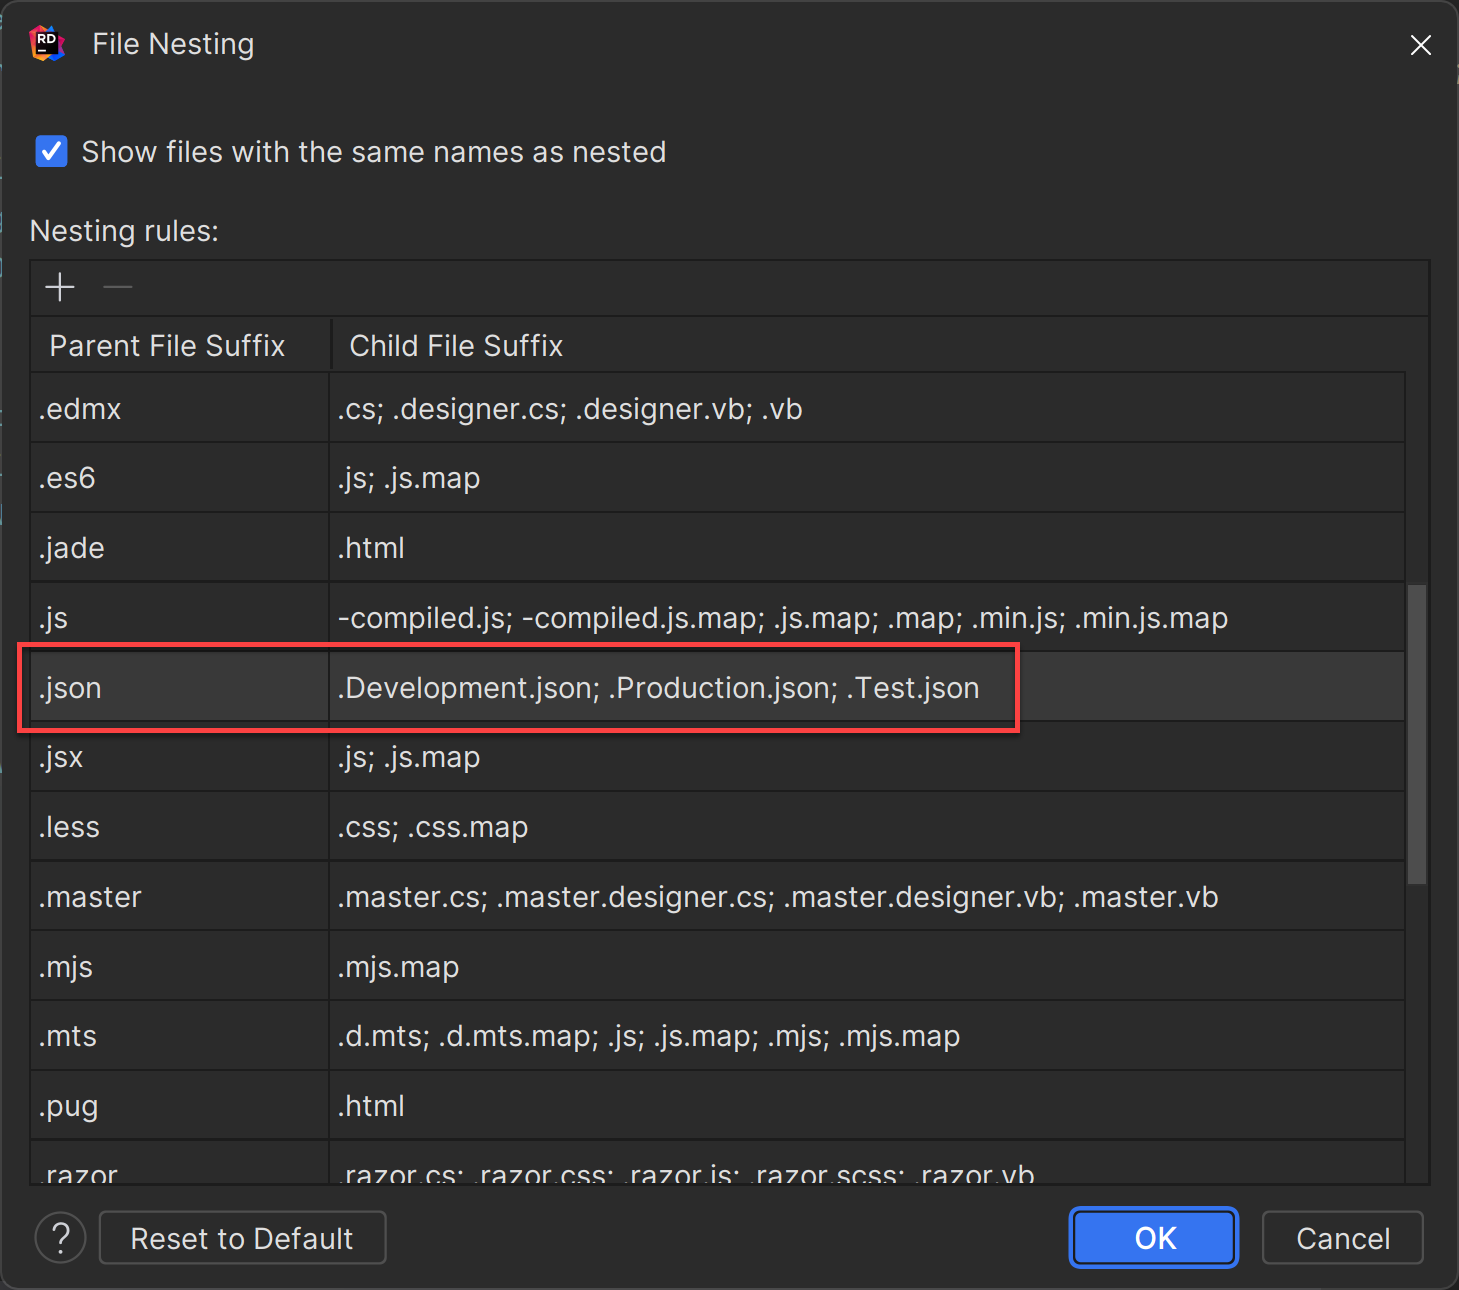 RD
File Nesting
Show files with the same names as nested
Nesting rules:
Parent File Suffix Child File Suffix
.edmx .cs; .designer.cs; .designer.vb; .vb
.es6 .js; .js.map
.jade .html
.js -compiled.js; -compiled.js.map; .js.map; .map; .min.js; .min.js.map
.json .Development.json; .Production.json; .Test.json
.jsx .js; .js.map
.less .css; .css.map
.master .master.cs; .master.designer.cs; .master.designer.vb; .master.vb
.mjs .mjs.map
.mts .d.mts; .d.mts.map; .js; .js.map; .mjs; .mjs.map
.pug .html
.razor .razor.cs; .razor.css; .razor.js; .razor.scss; .razor.vb
? Reset to Default OK Cancel